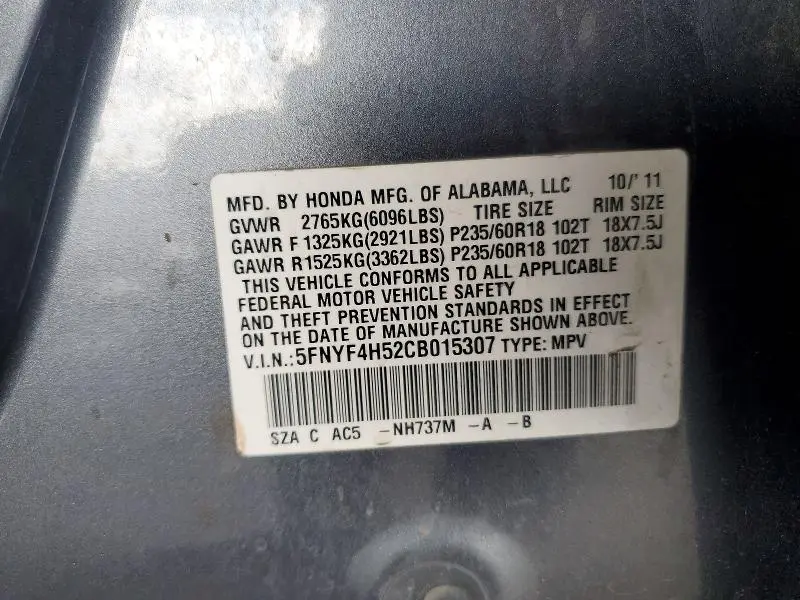 MFD. BY HONDA MFG. OF ALABAMA, LLC 10/' 11
GVWR 2765KG(6096LBS) TIRE SIZE RIM SIZE
GAWR F 1325KG(2921LBS) P235/60R18 102T 18X7.5J
GAWR R1525KG(3362LBS) P235/60R18 102T 18X7.5J
THIS VEHICLE CONFORMS TO ALL APPLICABLE
FEDERAL MOTOR VEHICLE SAFETY
AND THEFT PREVENTION STANDARDS IN EFFECT
ON THE DATE OF MANUFACTURE SHOWN ABOVE.
V.I.N.:5FNYF4H52CB015307 TYPE: MPV
SZA C AC5 -NH737M -A -B